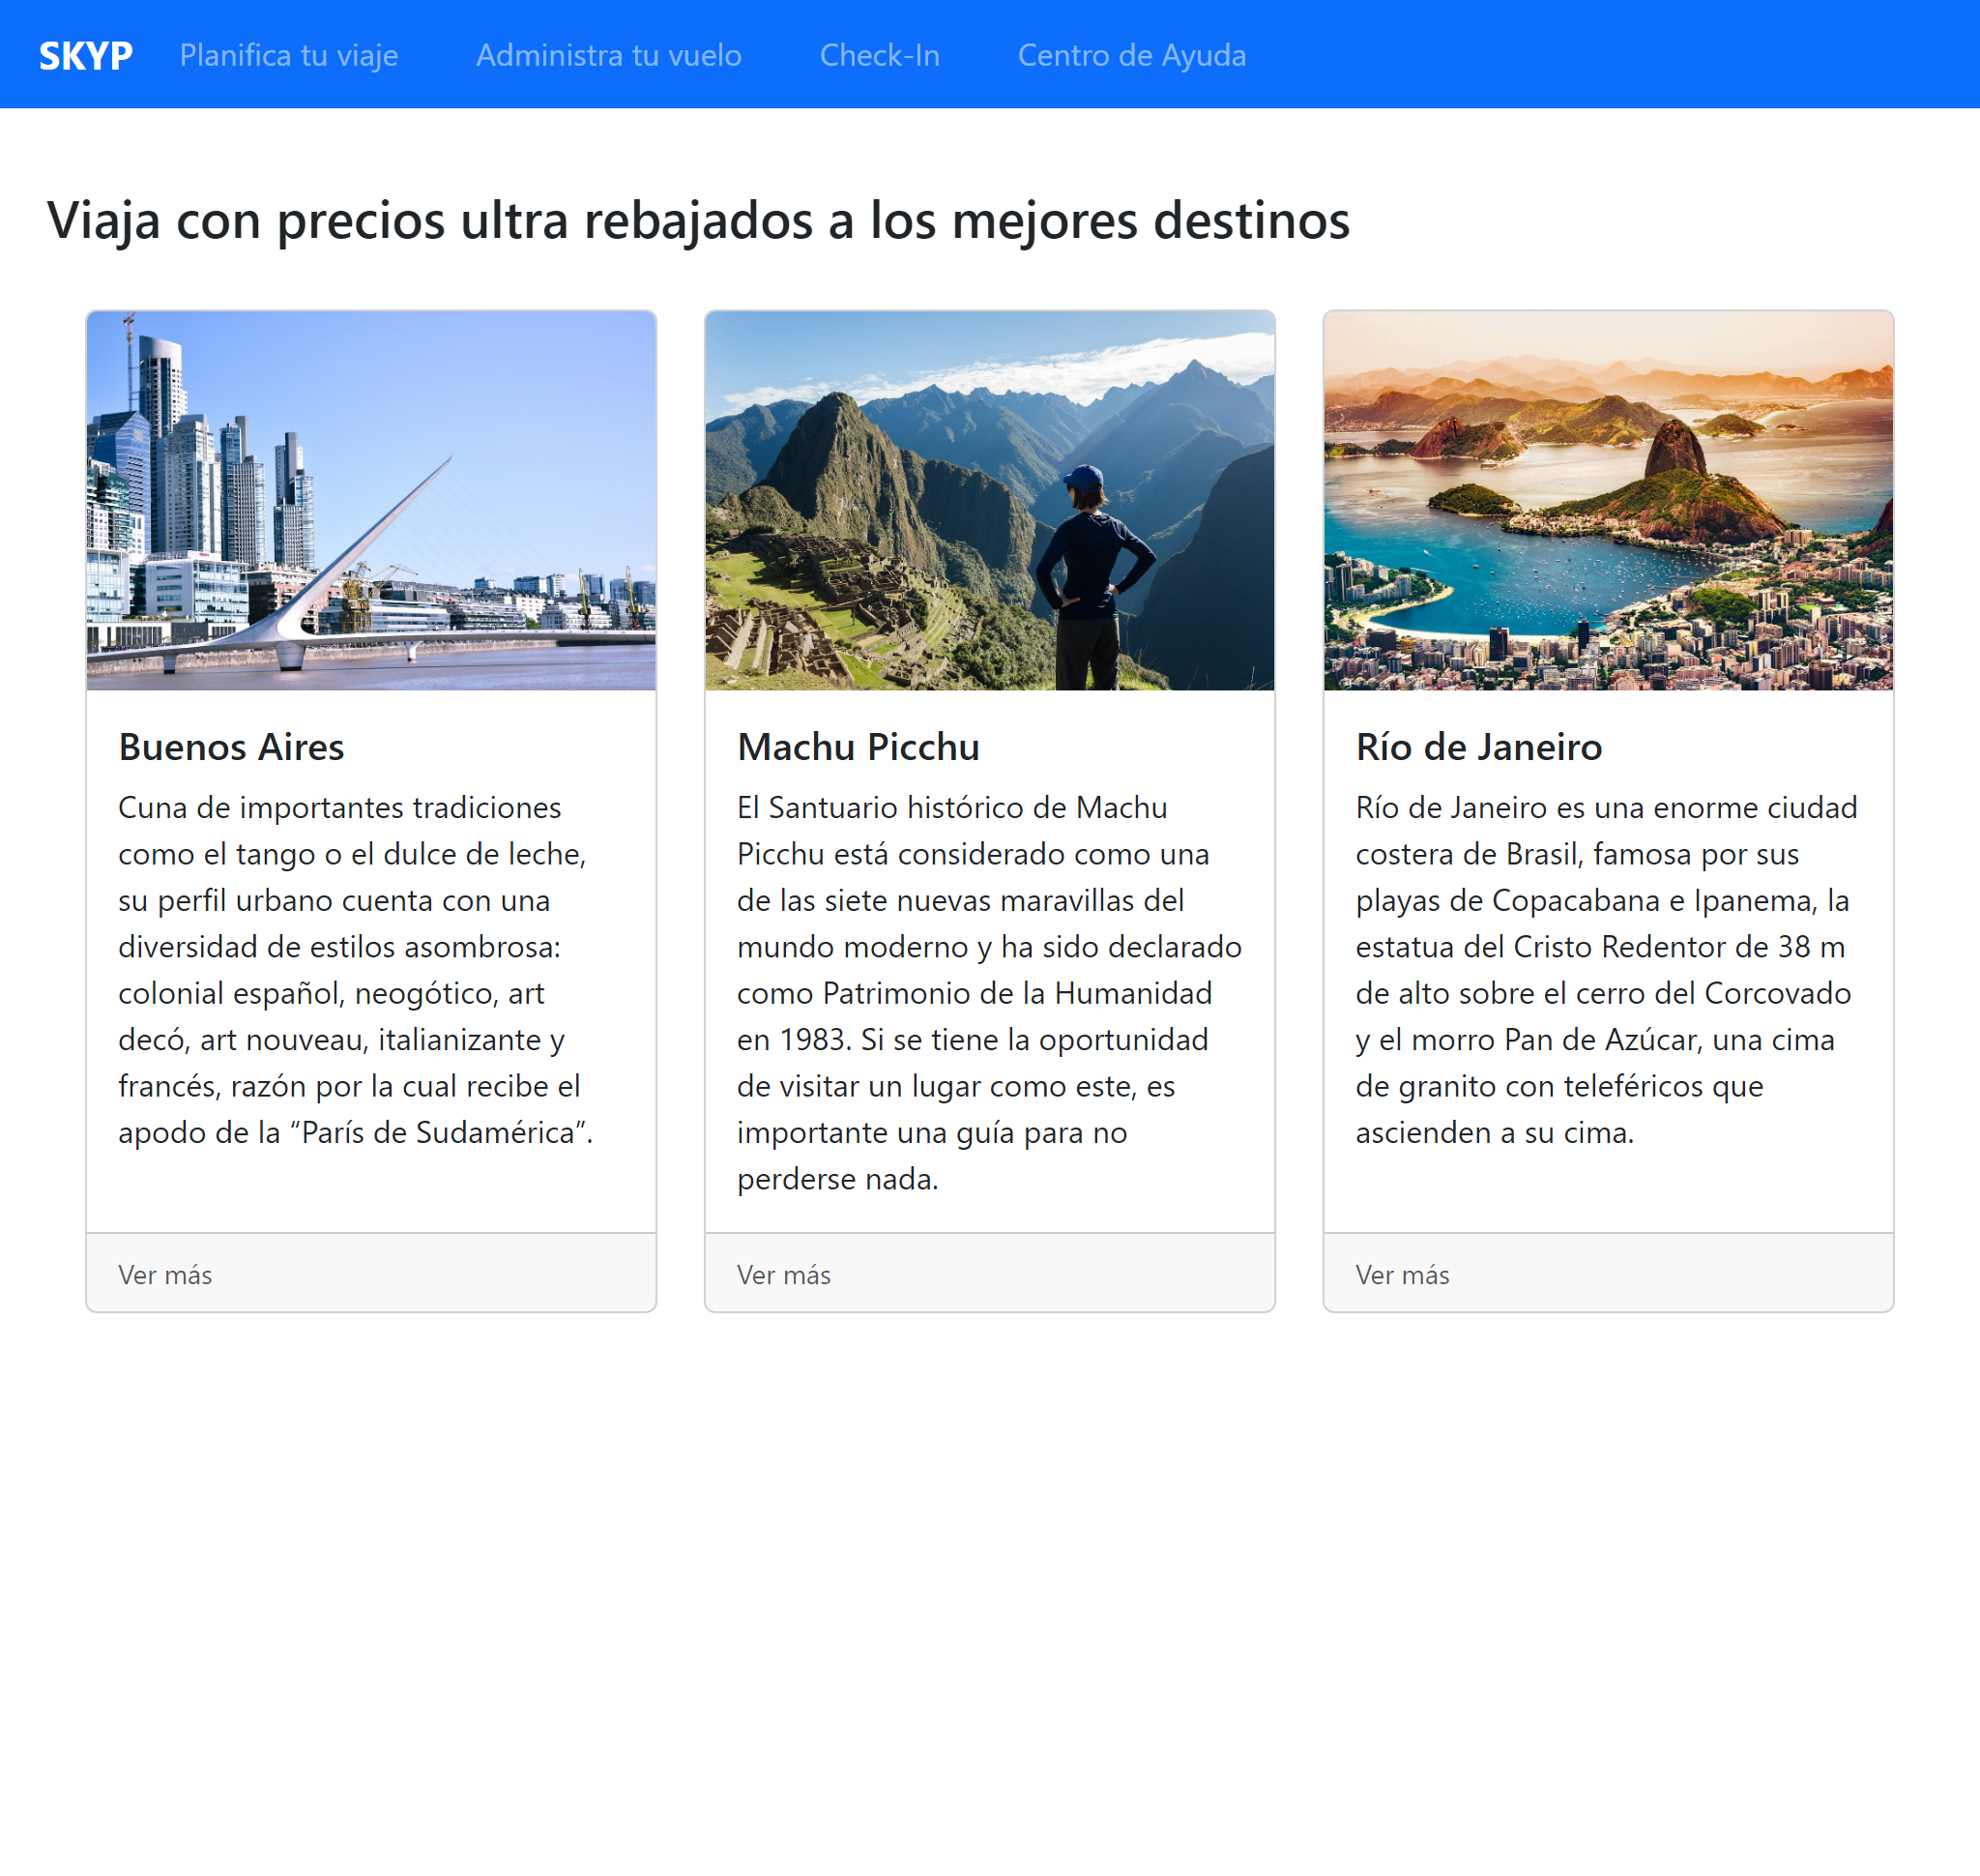 SKYP Planifica tu viaje Administra tu vuelo Check-In Centro de Ayuda
Viaja con precios ultra rebajados a los mejores destinos
Buenos Aires
Cuna de importantes tradiciones
como el tango o el dulce de leche,
su perfil urbano cuenta con una
diversidad de estilos asombrosa:
colonial español, neogótico, art
decó, art nouveau, italianizante y
francés, razón por la cual recibe el
apodo de la “París de Sudamérica”.
Ver más
Machu Picchu
El Santuario histórico de Machu
Picchu está considerado como una
de las siete nuevas maravillas del
mundo moderno y ha sido declarado
como Patrimonio de la Humanidad
en 1983. Si se tiene la oportunidad
de visitar un lugar como este, es
importante una guía para no
perderse nada.
Ver más
Río de Janeiro
Río de Janeiro es una enorme ciudad
costera de Brasil, famosa por sus
playas de Copacabana e Ipanema, la
estatua del Cristo Redentor de 38 m
de alto sobre el cerro del Corcovado
y el morro Pan de Azúcar, una cima
de granito con teleféricos que
ascienden a su cima.
Ver más